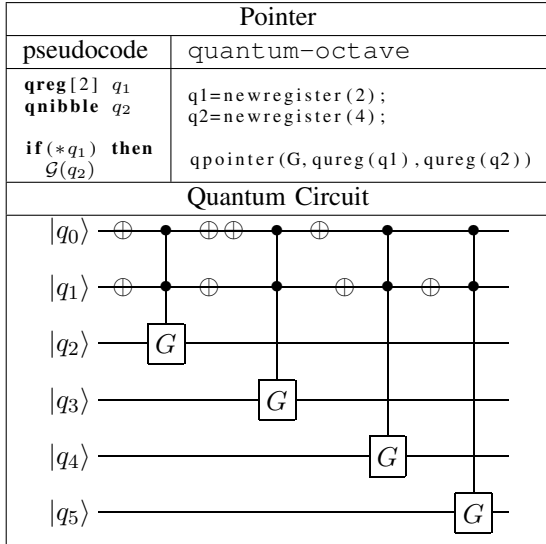 Pointer
pseudocode quantum-octave
qreg[2] q₁ q1=newregister(2);
qnibble q₂ q2=newregister(4);
if(*q₁) then qpointer(G,qureg(q1),qureg(q2))
𝒢(q₂)
Quantum Circuit
|q₀⟩
|q₁⟩
|q₂⟩ G
|q₃⟩ G
|q₄⟩ G
|q₅⟩ G